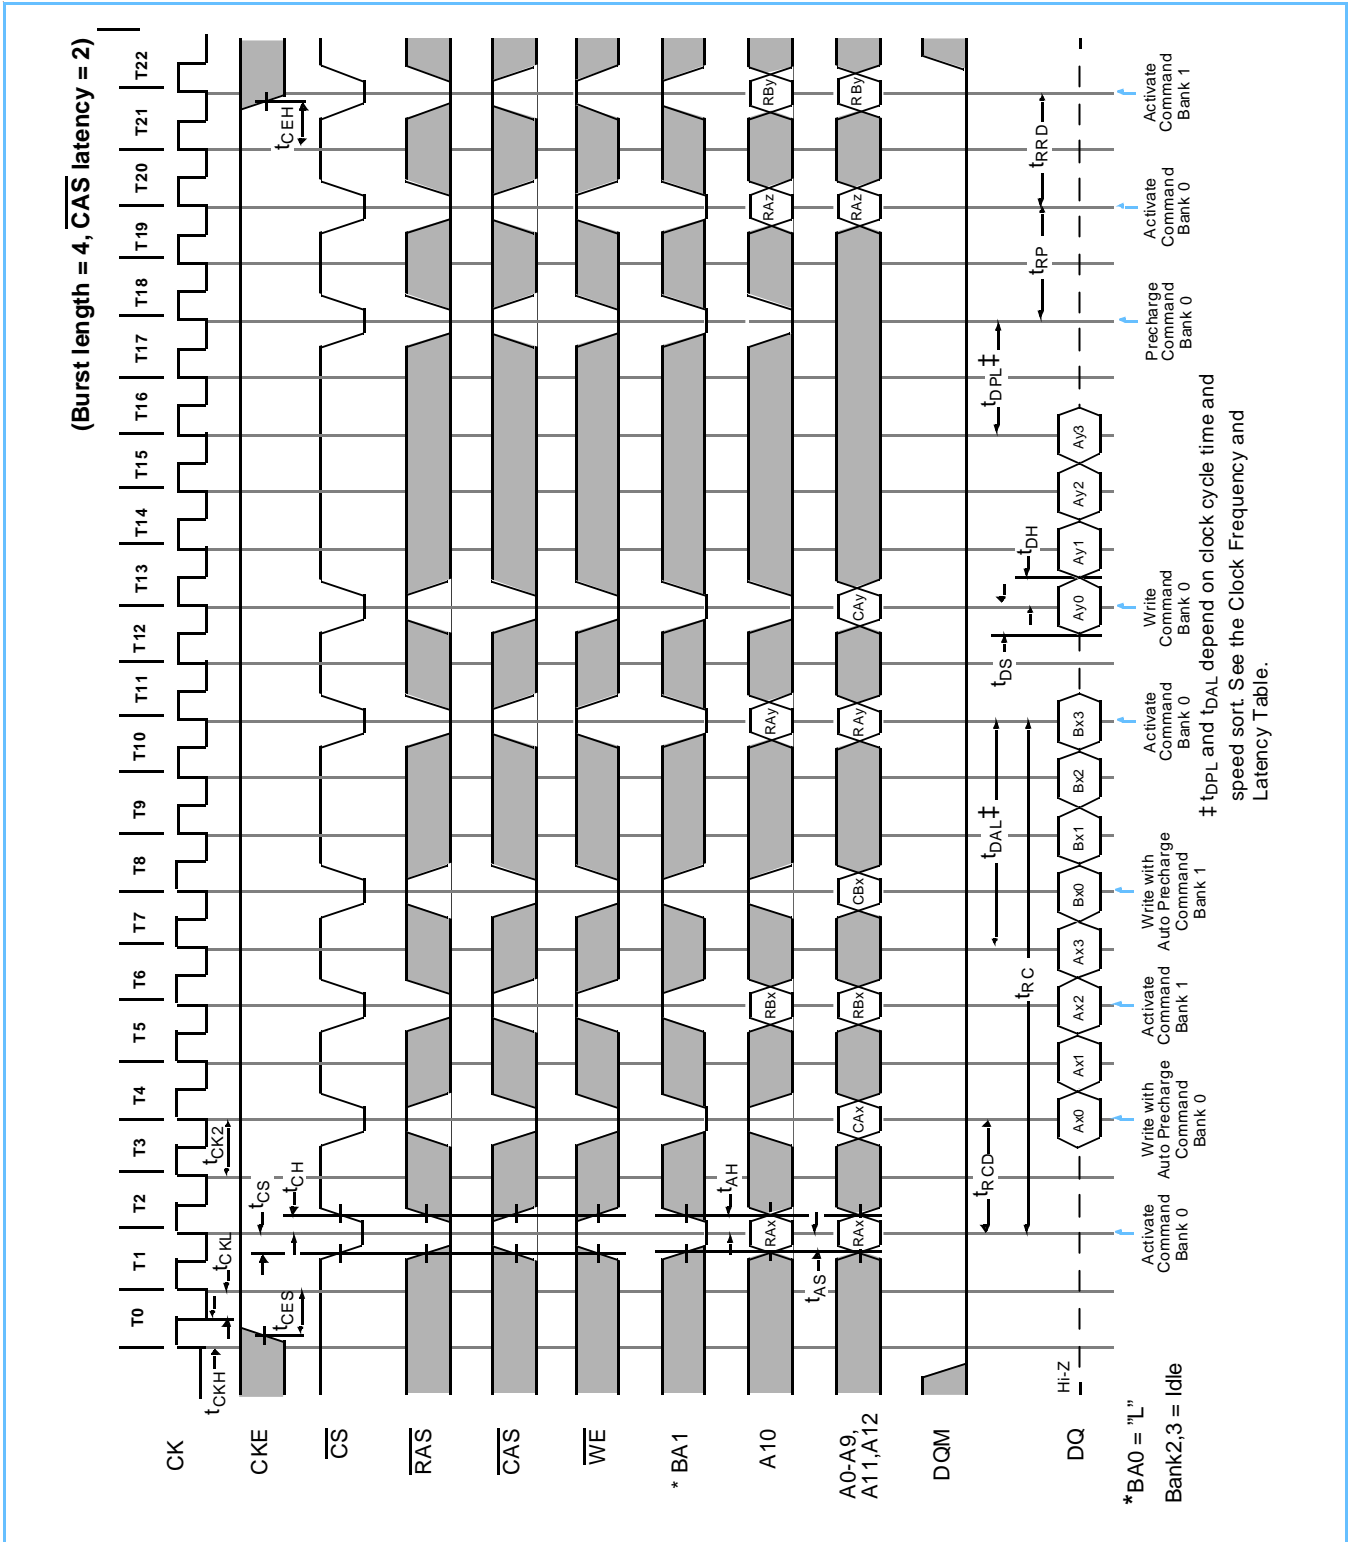 (Burst length = 4, CAS latency = 2)
T0 T1 T2 T3 T4 T5 T6 T7 T8 T9 T10 T11 T12 T13 T14 T15 T16 T17 T18 T19 T20 T21 T22
CK
tCKH
tCKL
tCK2
CKE
tCES
tCS
tCH
tCEH
CS
RAS
CAS
WE
* BA1
A10
RAx RBx RAy RAz RBy
tAH
A0-A9,
A11,A12
RAx CAx RBx CBx RAy CAy RAz RBy
tAS
DQM
tRCD
tDAL‡
tDS
tDPL‡
tRC
tDH
tRP
tRRD
DQ
Hi-Z
Ax0 Ax1 Ax2 Ax3 Bx0 Bx1 Bx2 Bx3 Ay0 Ay1 Ay2 Ay3
Activate
Command
Bank 0
Write with
Auto Precharge
Command
Bank 0
Activate
Command
Bank 1
Write with
Auto Precharge
Command
Bank 1
Activate
Command
Bank 0
Write
Command
Bank 0
Precharge
Command
Bank 0
Activate
Command
Bank 0
Activate
Command
Bank 1
*BA0 = "L"
Bank2,3 = Idle
‡ tDPL and tDAL depend on clock cycle time and
speed sort. See the Clock Frequency and
Latency Table.